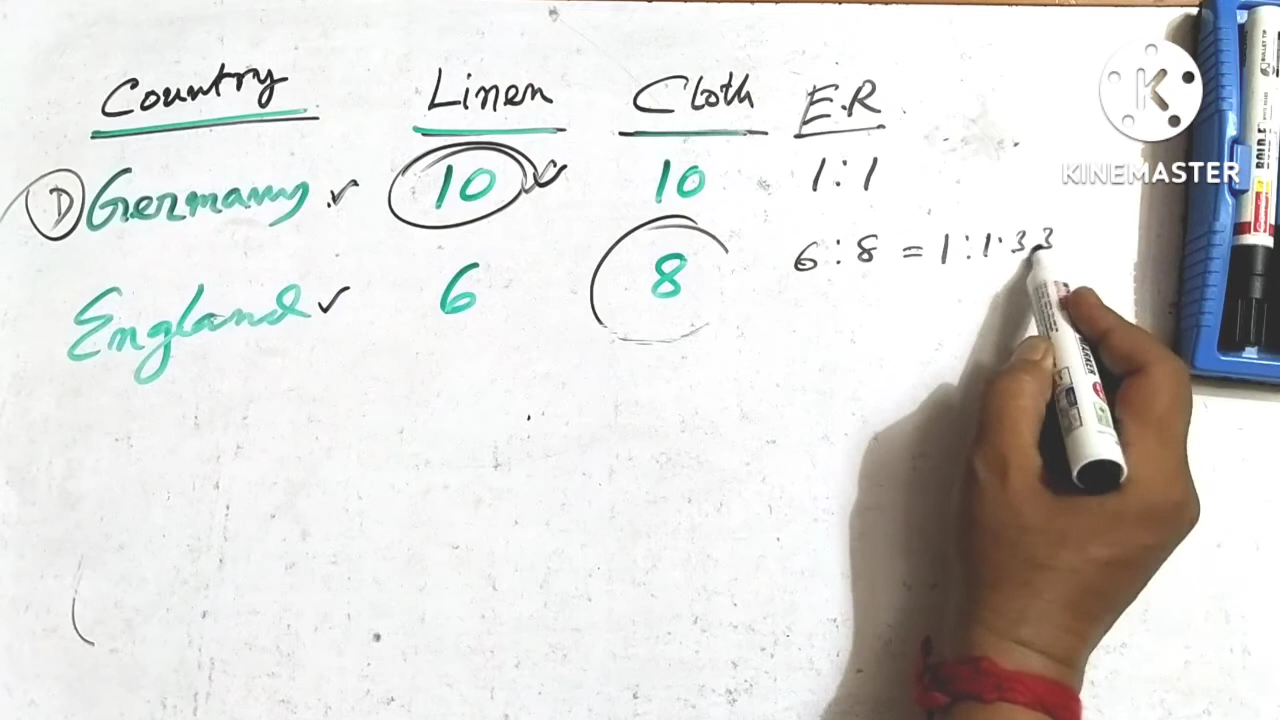 Country Linen Cloth E.R
D Germany 10 10 1:1
England 6 8 6:8 = 1:1.33
KINEMASTER